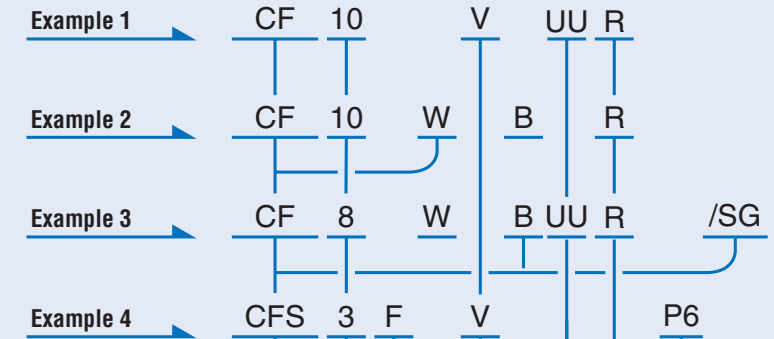 Example 1 CF 10 V UU R
Example 2 CF 10 W B R
Example 3 CF 8 W B UU R /SG
Example 4 CFS 3 F V P6